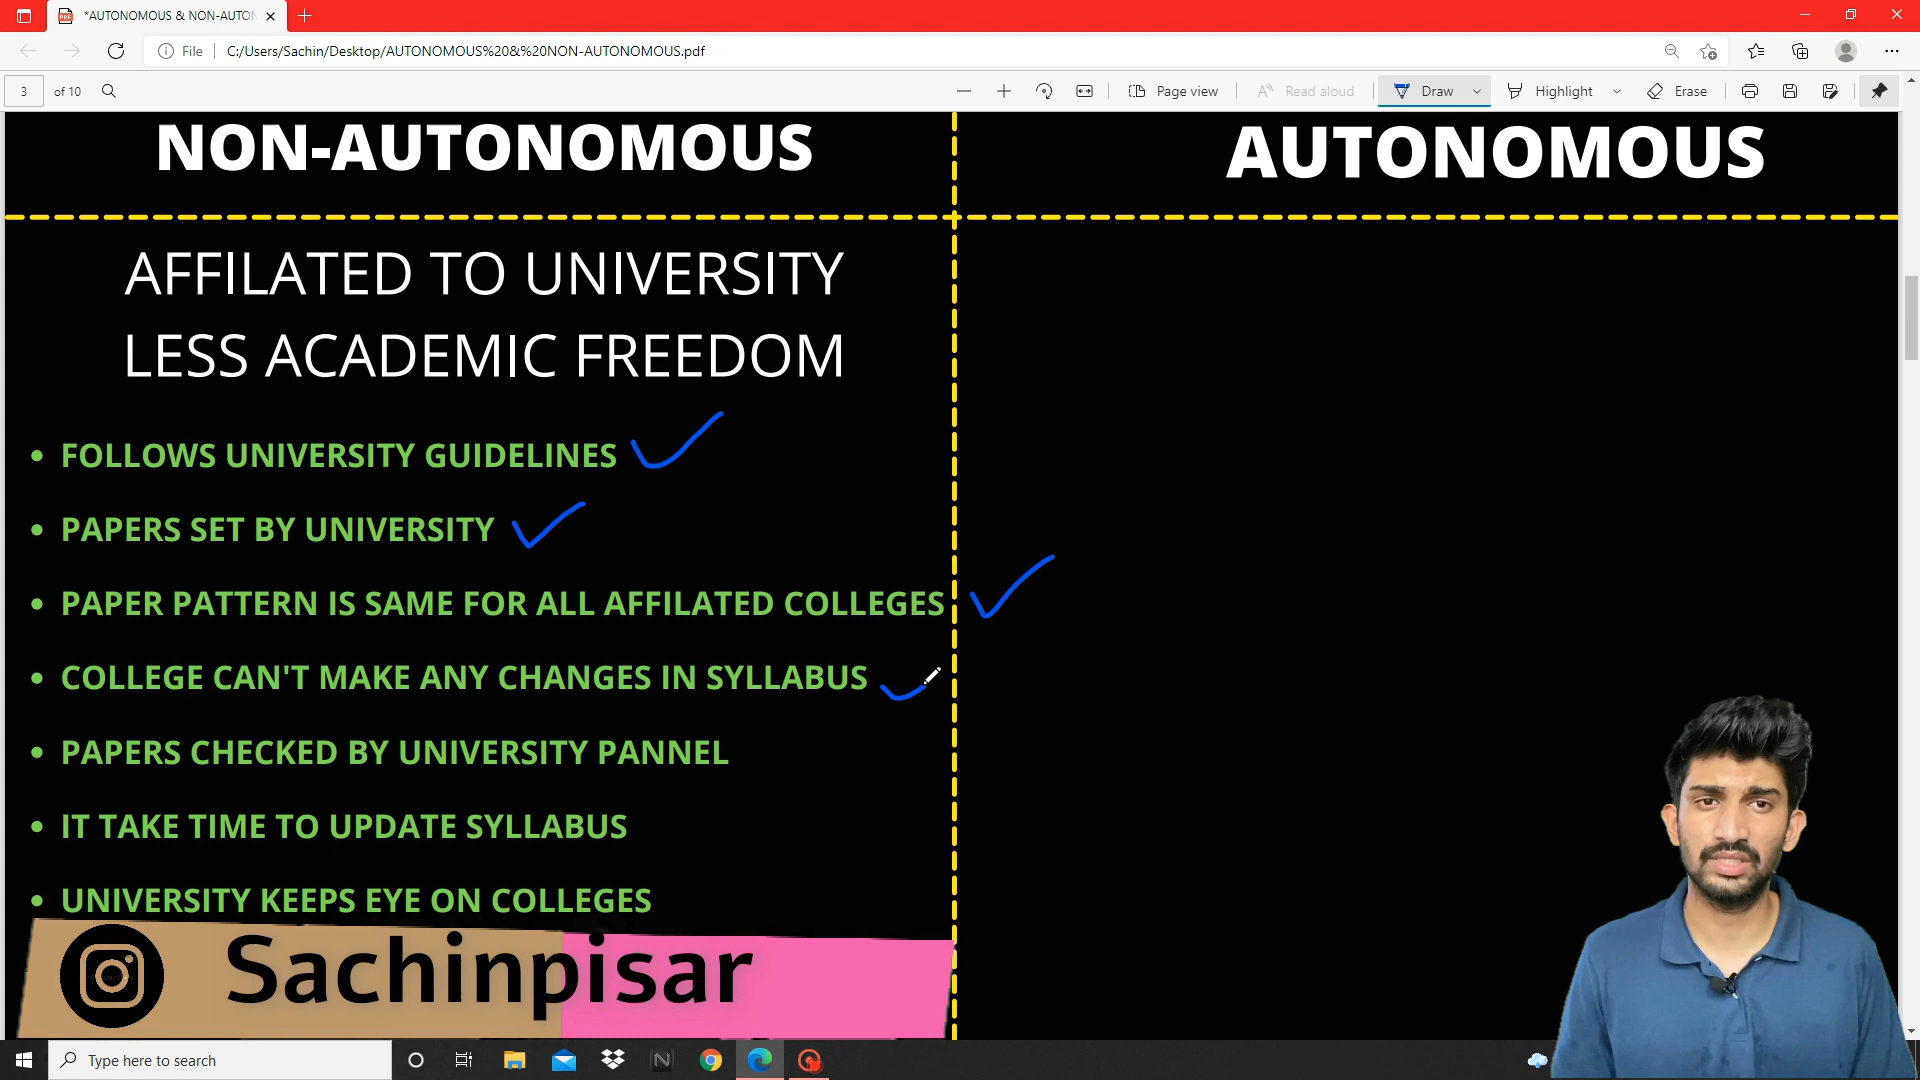 *AUTONOMOUS & NON-AUTON
File
C:/Users/Sachin/Desktop/AUTONOMOUS%20&%20NON-AUTONOMOUS.pdf
3 of 10
Page view
Read aloud
Draw
Highlight
Erase
NON-AUTONOMOUS
AUTONOMOUS
AFFILATED TO UNIVERSITY
LESS ACADEMIC FREEDOM
• FOLLOWS UNIVERSITY GUIDELINES
• PAPERS SET BY UNIVERSITY
• PAPER PATTERN IS SAME FOR ALL AFFILATED COLLEGES
• COLLEGE CAN'T MAKE ANY CHANGES IN SYLLABUS
• PAPERS CHECKED BY UNIVERSITY PANNEL
• IT TAKE TIME TO UPDATE SYLLABUS
• UNIVERSITY KEEPS EYE ON COLLEGES
Sachinpisar
Type here to search